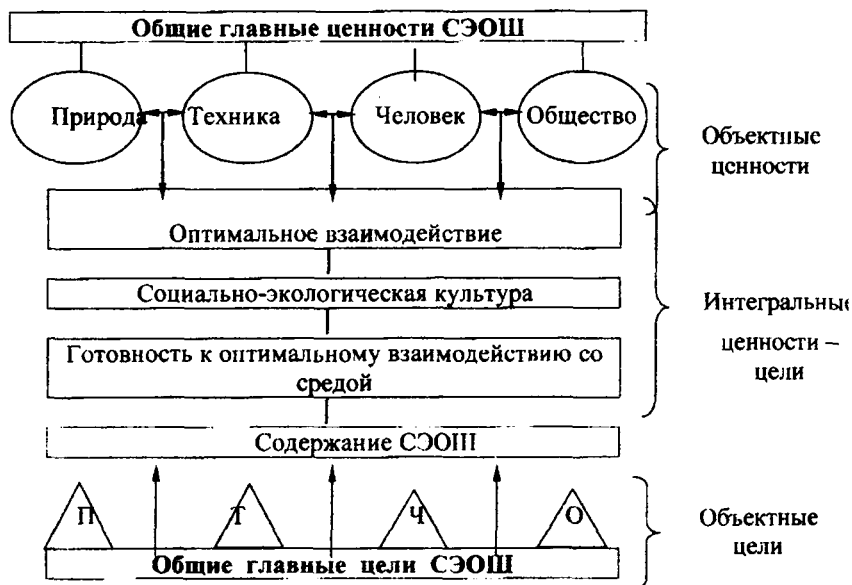 Общие главные ценности СЭОШ
Природа Техника Человек Общество
Объектные
ценности
Оптимальное взаимодействие
Социально-экологическая культура
Интегральные
ценности –
цели
Готовность к оптимальному взаимодействию со
средой
Содержание СЭОШ
П Т Ч О
Объектные
цели
Общие главные цели СЭОШ